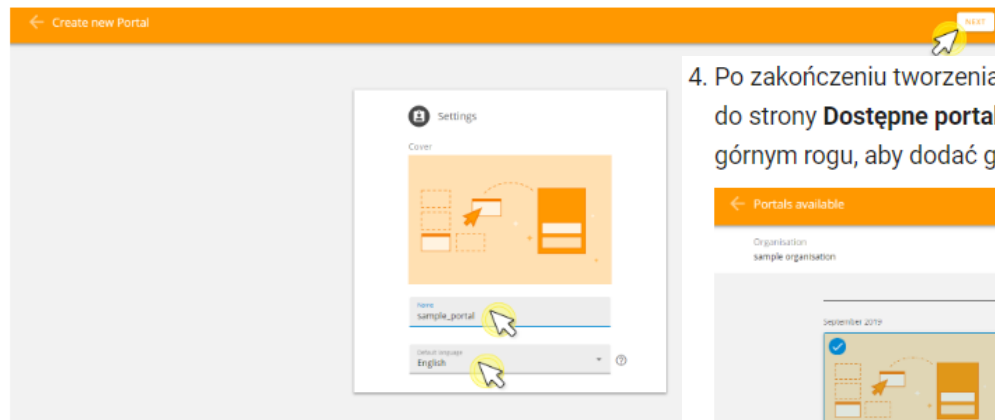 Create new Portal
NEXT
Settings
Cover
Name
sample_portal
Default language
English
4. Po zakończeniu tworzenia
do strony Dostępne portal
górnym rogu, aby dodać g
Portals available
Organisation
sample organisation
September 2019